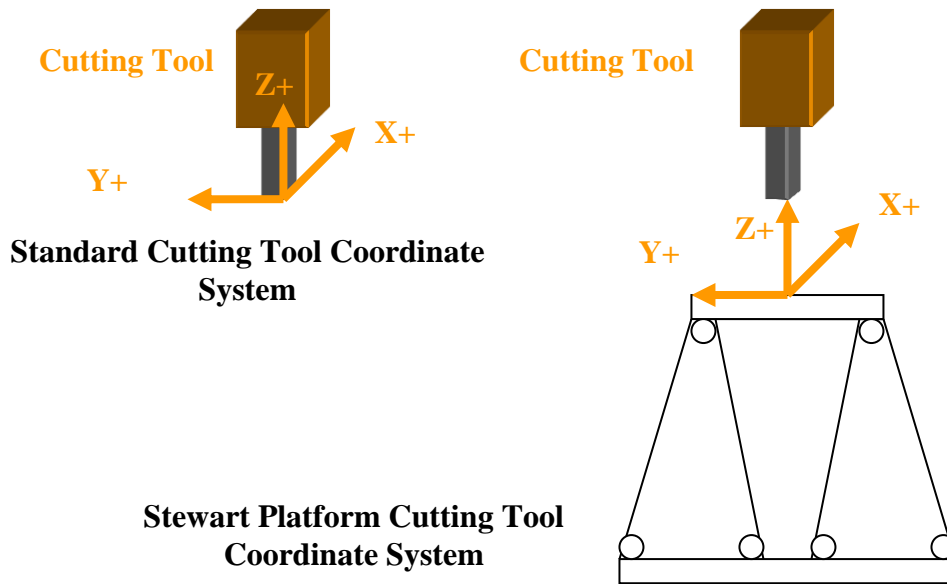 Cutting Tool
Z+
X+
Y+
Standard Cutting Tool Coordinate
System
Cutting Tool
X+
Z+
Y+
Stewart Platform Cutting Tool
Coordinate System